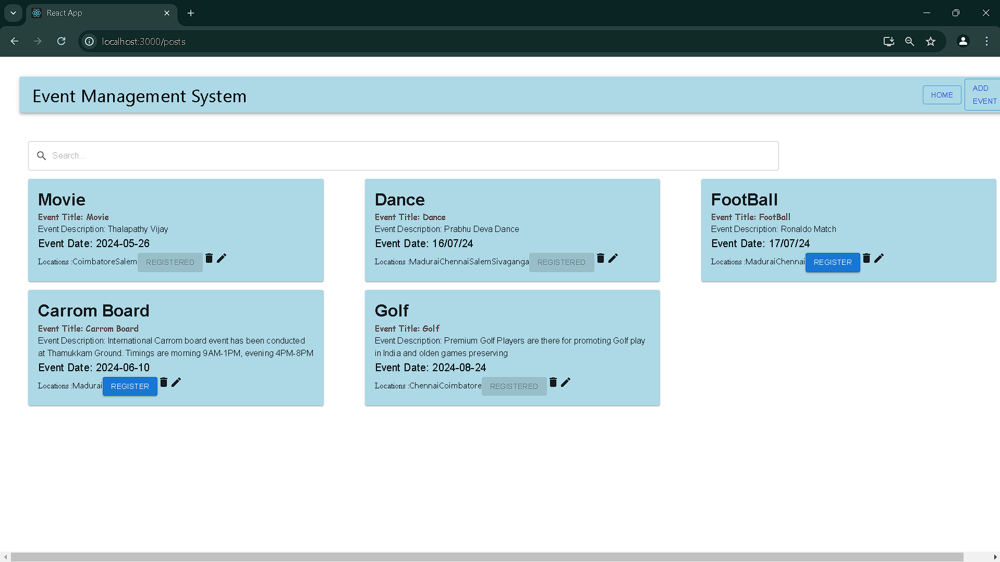 React App
localhost:3000/posts
Event Management System
HOME
ADD
EVENT
Search...
Movie
Event Title: Movie
Event Description: Thalapathy Vijay
Event Date: 2024-05-26
Locations :CoimbatoreSalem REGISTERED
Dance
Event Title: Dance
Event Description: Prabhu Deva Dance
Event Date: 16/07/24
Locations :MaduraiChennaiSalemSivaganga REGISTERED
FootBall
Event Title: FootBall
Event Description: Ronaldo Match
Event Date: 17/07/24
Locations :MaduraiChennai REGISTER
Carrom Board
Event Title: Carrom Board
Event Description: International Carrom board event has been conducted
at Thamukkam Ground. Timings are morning 9AM-1PM, evening 4PM-8PM
Event Date: 2024-06-10
Locations :Madurai REGISTER
Golf
Event Title: Golf
Event Description: Premium Golf Players are there for promoting Golf play
in India and olden games preserving
Event Date: 2024-08-24
Locations :ChennaiCoimbatore REGISTERED